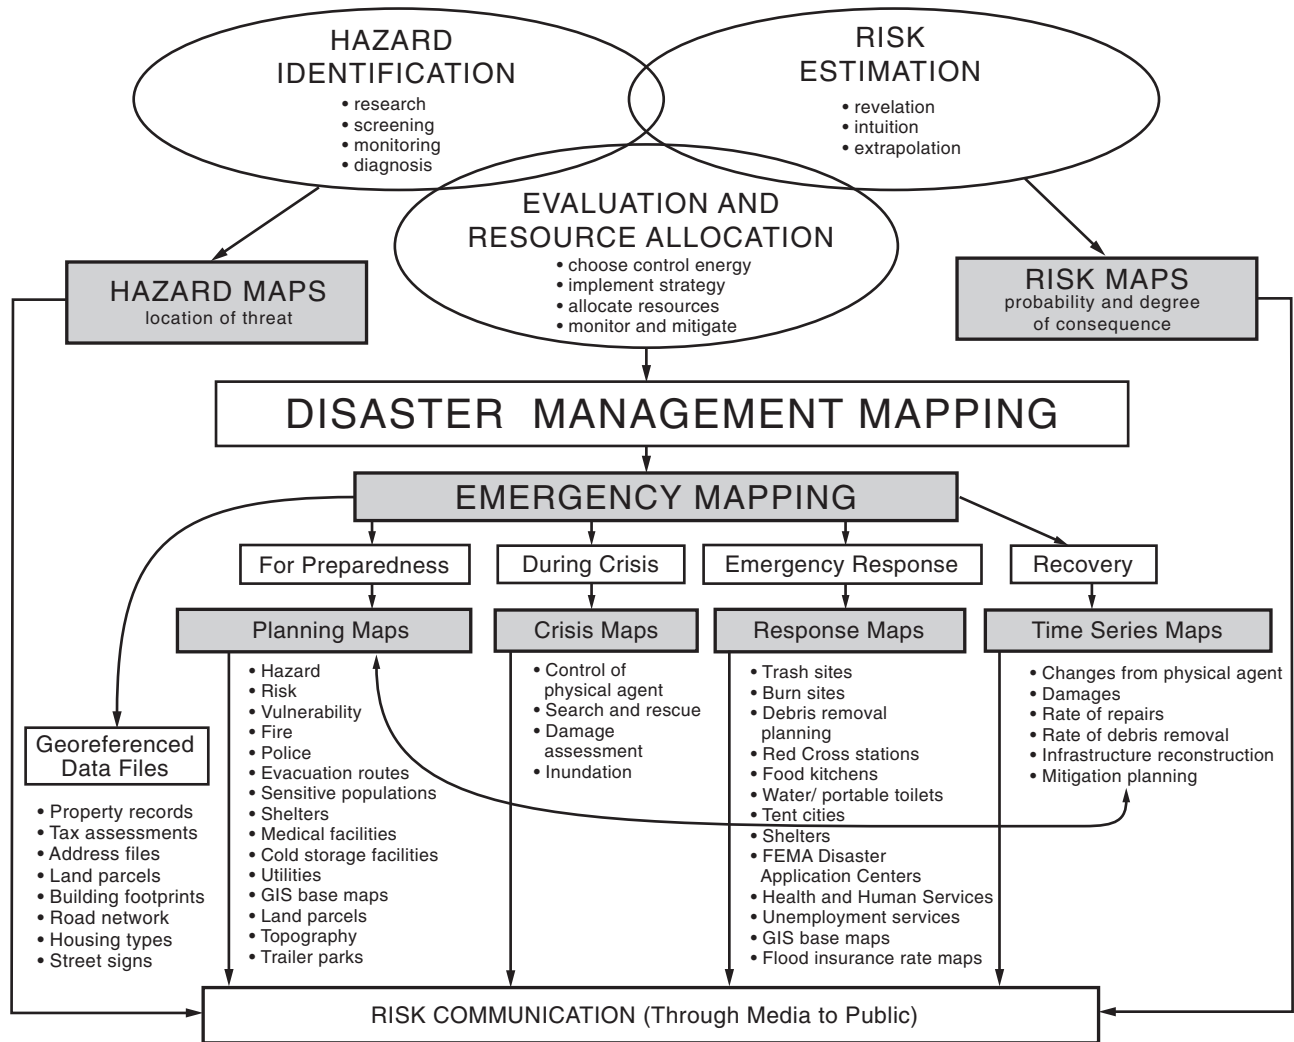 HAZARD
IDENTIFICATION
• research
• screening
• monitoring
• diagnosis
RISK
ESTIMATION
• revelation
• intuition
• extrapolation
EVALUATION AND
RESOURCE ALLOCATION
• choose control energy
• implement strategy
• allocate resources
• monitor and mitigate
HAZARD MAPS
location of threat
RISK MAPS
probability and degree
of consequence
DISASTER MANAGEMENT MAPPING
EMERGENCY MAPPING
For Preparedness
During Crisis
Emergency Response
Recovery
Planning Maps
Crisis Maps
Response Maps
Time Series Maps
Georeferenced
Data Files
• Property records
• Tax assessments
• Address files
• Land parcels
• Building footprints
• Road network
• Housing types
• Street signs
• Hazard
• Risk
• Vulnerability
• Fire
• Police
• Evacuation routes
• Sensitive populations
• Shelters
• Medical facilities
• Cold storage facilities
• Utilities
• GIS base maps
• Land parcels
• Topography
• Trailer parks
• Control of
physical agent
• Search and rescue
• Damage
assessment
• Inundation
• Trash sites
• Burn sites
• Debris removal
planning
• Red Cross stations
• Food kitchens
• Water/ portable toilets
• Tent cities
• Shelters
• FEMA Disaster
Application Centers
• Health and Human Services
• Unemployment services
• GIS base maps
• Flood insurance rate maps
• Changes from physical agent
• Damages
• Rate of repairs
• Rate of debris removal
• Infrastructure reconstruction
• Mitigation planning
RISK COMMUNICATION (Through Media to Public)